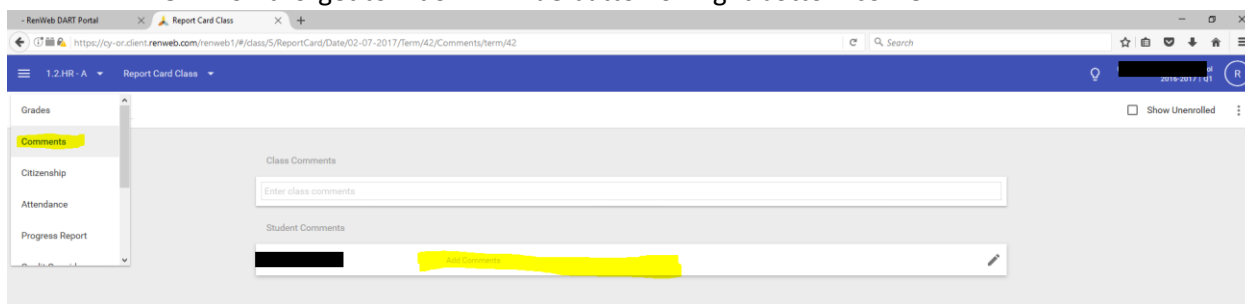 - RenWeb DART Portal
Report Card Class
https://cy-or.client.renweb.com/renweb1/#/class/5/ReportCard/Date/02-07-2017/Term/42/Comments/term/42
Search
1.2.HR - A
Report Card Class
2016-2017 | Q1
R
Grades
Show Unenrolled
Comments
Class Comments
Citizenship
Enter class comments
Attendance
Student Comments
Progress Report
Add Comments